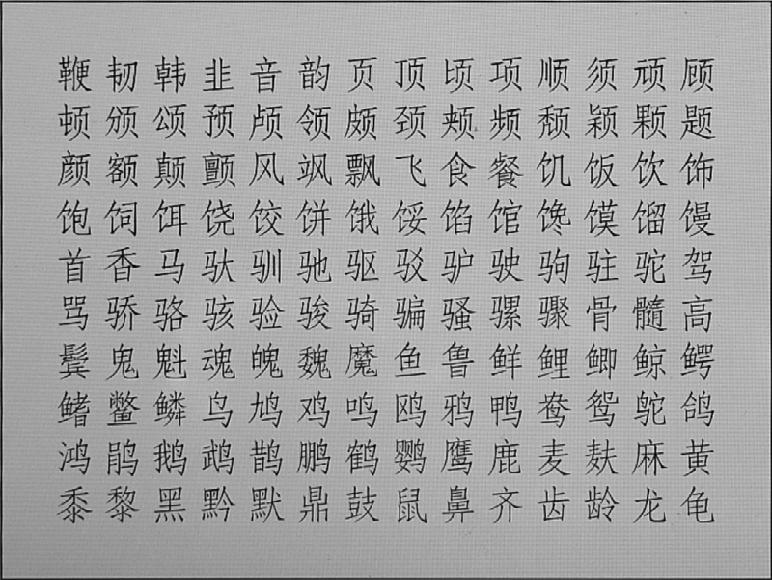 鞭韧韩韭音韵页顶顷项顺须顽顾
顿颁颂预颅领颇颈颊频颓颖颗题
颜额颠颤风飒飘飞食餐饥饭饮饰
饱饲饵饶饺饼饿馁馅馆馋馍馏馒
首香马驮驯驰驱驳驴驶驹驻驼驾
骂骄骆骇验骏骑骗骚骡骤骨髓高
鬓鬼魁魂魄魏魔鱼鲁鲜鲤鲫鲸鳄
鳍鳖鳞鸟鸠鸡鸣鸥鸦鸭鸯鸳鸵鸽
鸿鹃鹅鹉鹊鹏鹤鹦鹰鹿麦麸麻黄
黍黎黑黔默鼎鼓鼠鼻齐齿龄龙龟